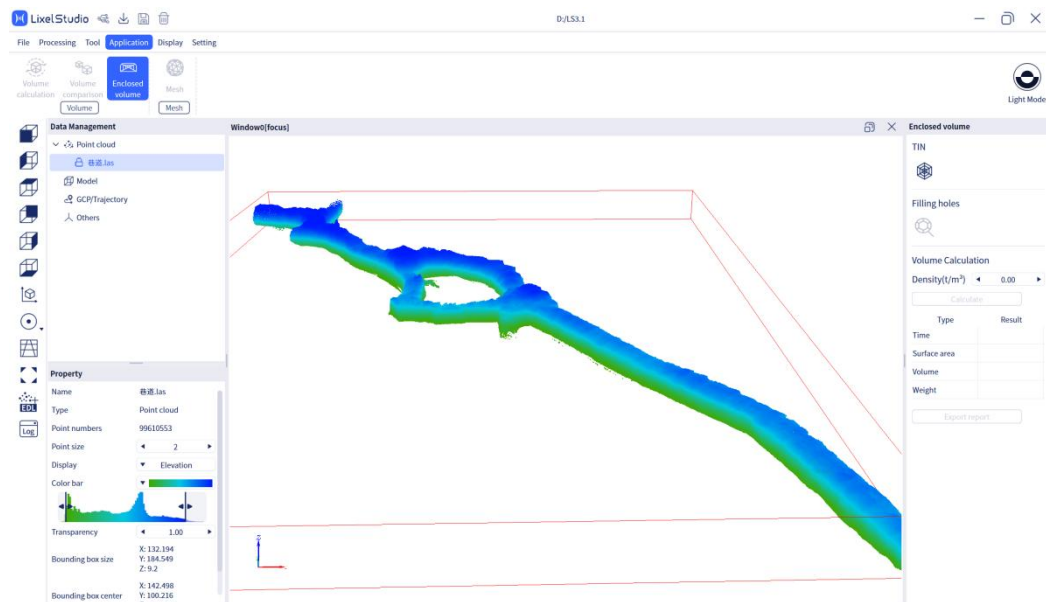 LixelStudio
D:/LS3.1
File Processing Tool Application Display Setting
Volume calculation
Volume comparison
Enclosed volume
Mesh
Volume
Mesh
Light Mode
Data Management
Point cloud
巷道.las
Model
GCP/Trajectory
Others
Window0[focus]
Property
Name 巷道.las
Type Point cloud
Point numbers 99610553
Point size 2
Display Elevation
Color bar
Transparency 1.00
Bounding box size
X: 132.194
Y: 184.549
Z: 9.2
Bounding box center
X: 142.498
Y: 100.216
EDL
Log
Z
Enclosed volume
TIN
Filling holes
Volume Calculation
Density(t/m³) 0.00
Calculate
Type Result
Time
Surface area
Volume
Weight
Export report